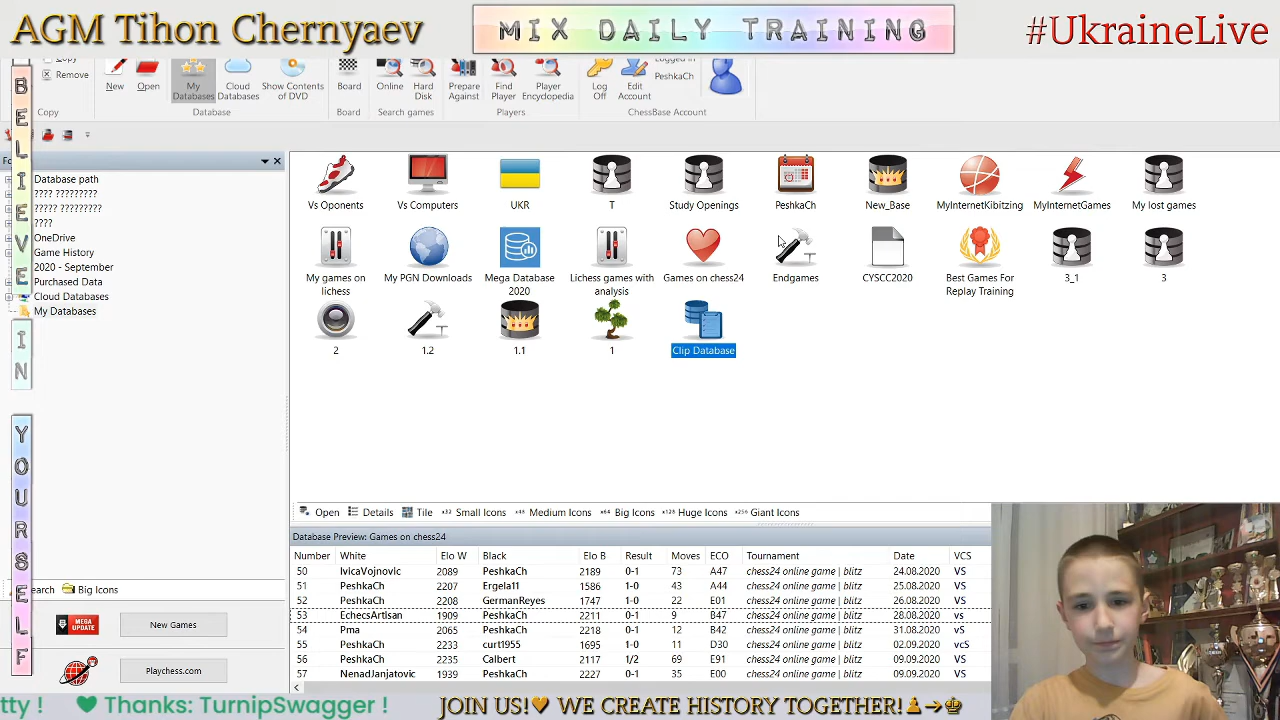 AGM Tihon Chernyaev
MIX DAILY TRAINING
#UkraineLive
BELIEVE
IN
YOURSELF
Copy
Remove
Copy
New
Open
My Databases
Cloud Databases
Show Contents of DVD
Database
Board
Board
Online
Hard Disk
Search games
Prepare Against
Find Player
Player Encyclopedia
Players
Log Off
Edit Account
Logged in
PeshkaCh
ChessBase Account
Database path
???? ?????????
????? ?????????
????
OneDrive
Game History
2020 - September
Purchased Data
Cloud Databases
My Databases
Vs Oponents
Vs Computers
UKR
T
Study Openings
PeshkaCh
New_Base
MyInternetKibitzing
MyInternetGames
My lost games
My games on lichess
My PGN Downloads
Mega Database 2020
Lichess games with analysis
Games on chess24
Endgames
CYSCC2020
Best Games For Replay Training
3_1
3
2
1.2
1.1
1
Clip Database
Open Details Tile x32 Small Icons x48 Medium Icons x64 Big Icons x128 Huge Icons x256 Giant Icons
Database Preview: Games on chess24
Number White Elo W Black Elo B Result Moves ECO Tournament Date VCS
50 IvicaVojnovic 2089 PeshkaCh 2189 0-1 73 A47 chess24 online game | blitz 24.08.2020 VS
51 PeshkaCh 2207 Ergela11 1586 1-0 43 A44 chess24 online game | blitz 25.08.2020 VS
52 PeshkaCh 2208 GermanReyes 1747 1-0 22 E01 chess24 online game | blitz 26.08.2020 VS
53 EchecsArtisan 1909 PeshkaCh 2211 0-1 9 B47 chess24 online game | blitz 28.08.2020 vs
54 Pma 2065 PeshkaCh 2218 0-1 12 B42 chess24 online game | blitz 31.08.2020 VS
55 PeshkaCh 2233 curt1955 1695 1-0 11 D30 chess24 online game | blitz 02.09.2020 vcS
56 PeshkaCh 2235 Calbert 2117 1/2 69 E91 chess24 online game | blitz 09.09.2020 VS
57 NenadJanjatovic 1939 PeshkaCh 2227 0-1 35 E00 chess24 online game | blitz 09.09.2020 VS
Big Icons
MEGA UPDATE
New Games
Playchess.com
tty ! Thanks: TurnipSwagger !
JOIN US! WE CREATE HISTORY TOGETHER!